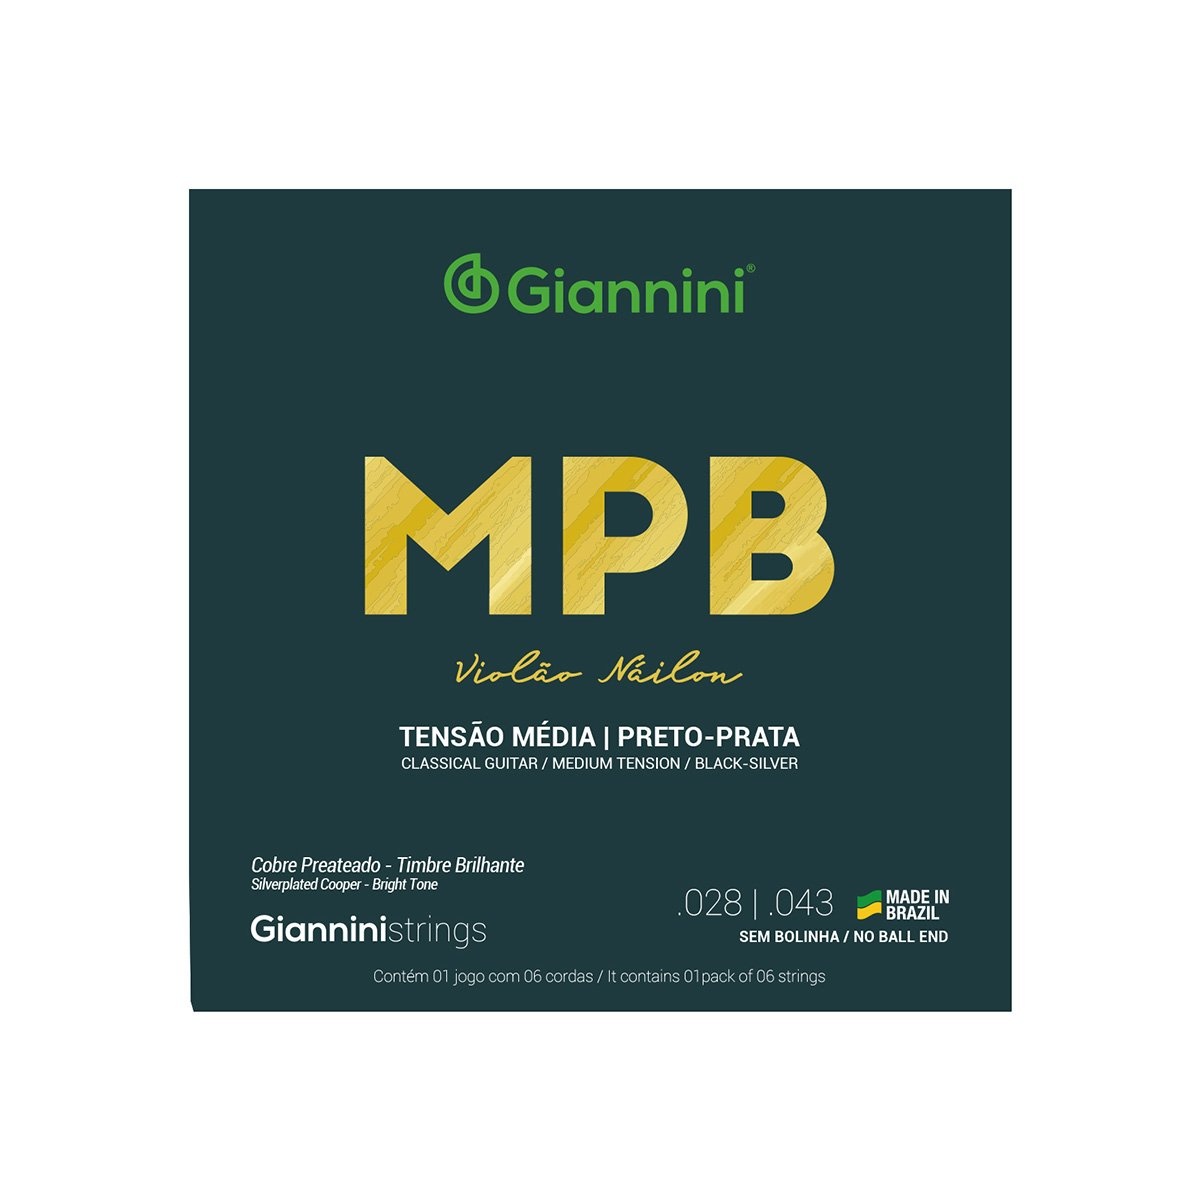 Giannini®
MPB
Violão Náilon
TENSÃO MÉDIA | PRETO-PRATA
CLASSICAL GUITAR / MEDIUM TENSION / BLACK-SILVER
Cobre Preateado - Timbre Brilhante
Silverplated Cooper - Bright Tone
Gianninistrings
.028 | .043
MADE IN
BRAZIL
SEM BOLINHA / NO BALL END
Contém 01 jogo com 06 cordas / It contains 01pack of 06 strings